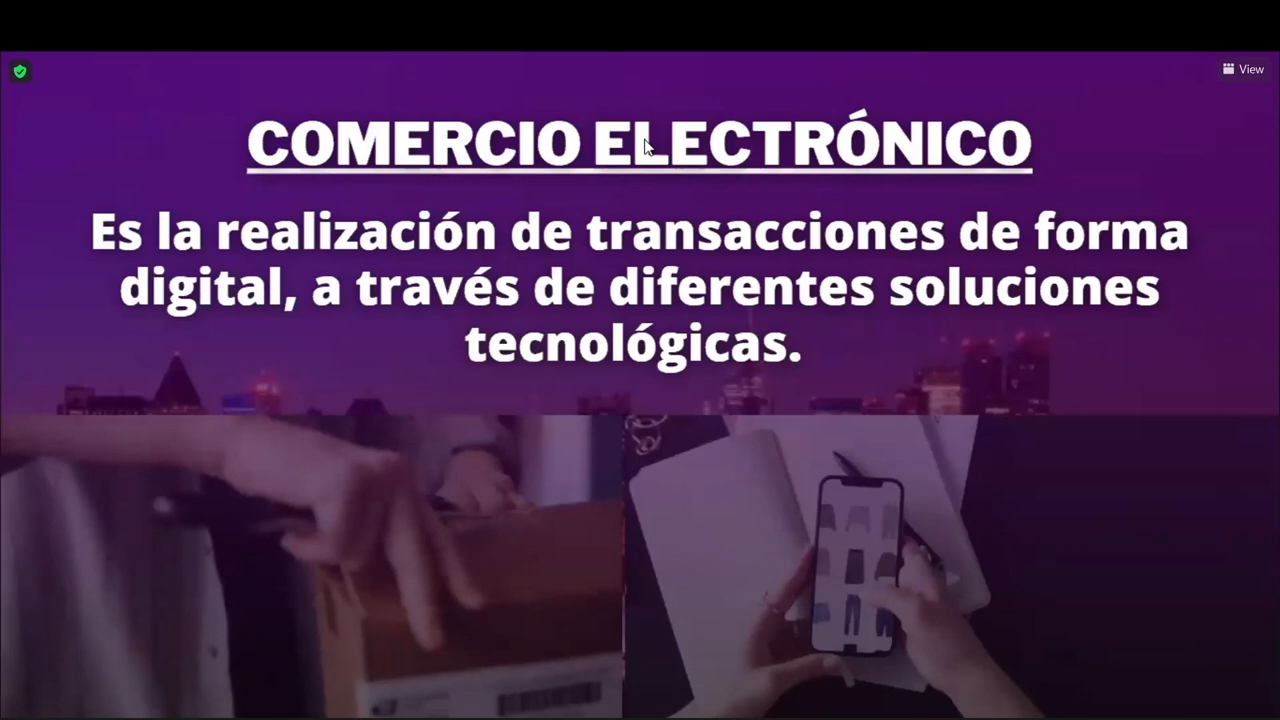 View
COMERCIO ELECTRÓNICO
Es la realización de transacciones de forma
digital, a través de diferentes soluciones
tecnológicas.